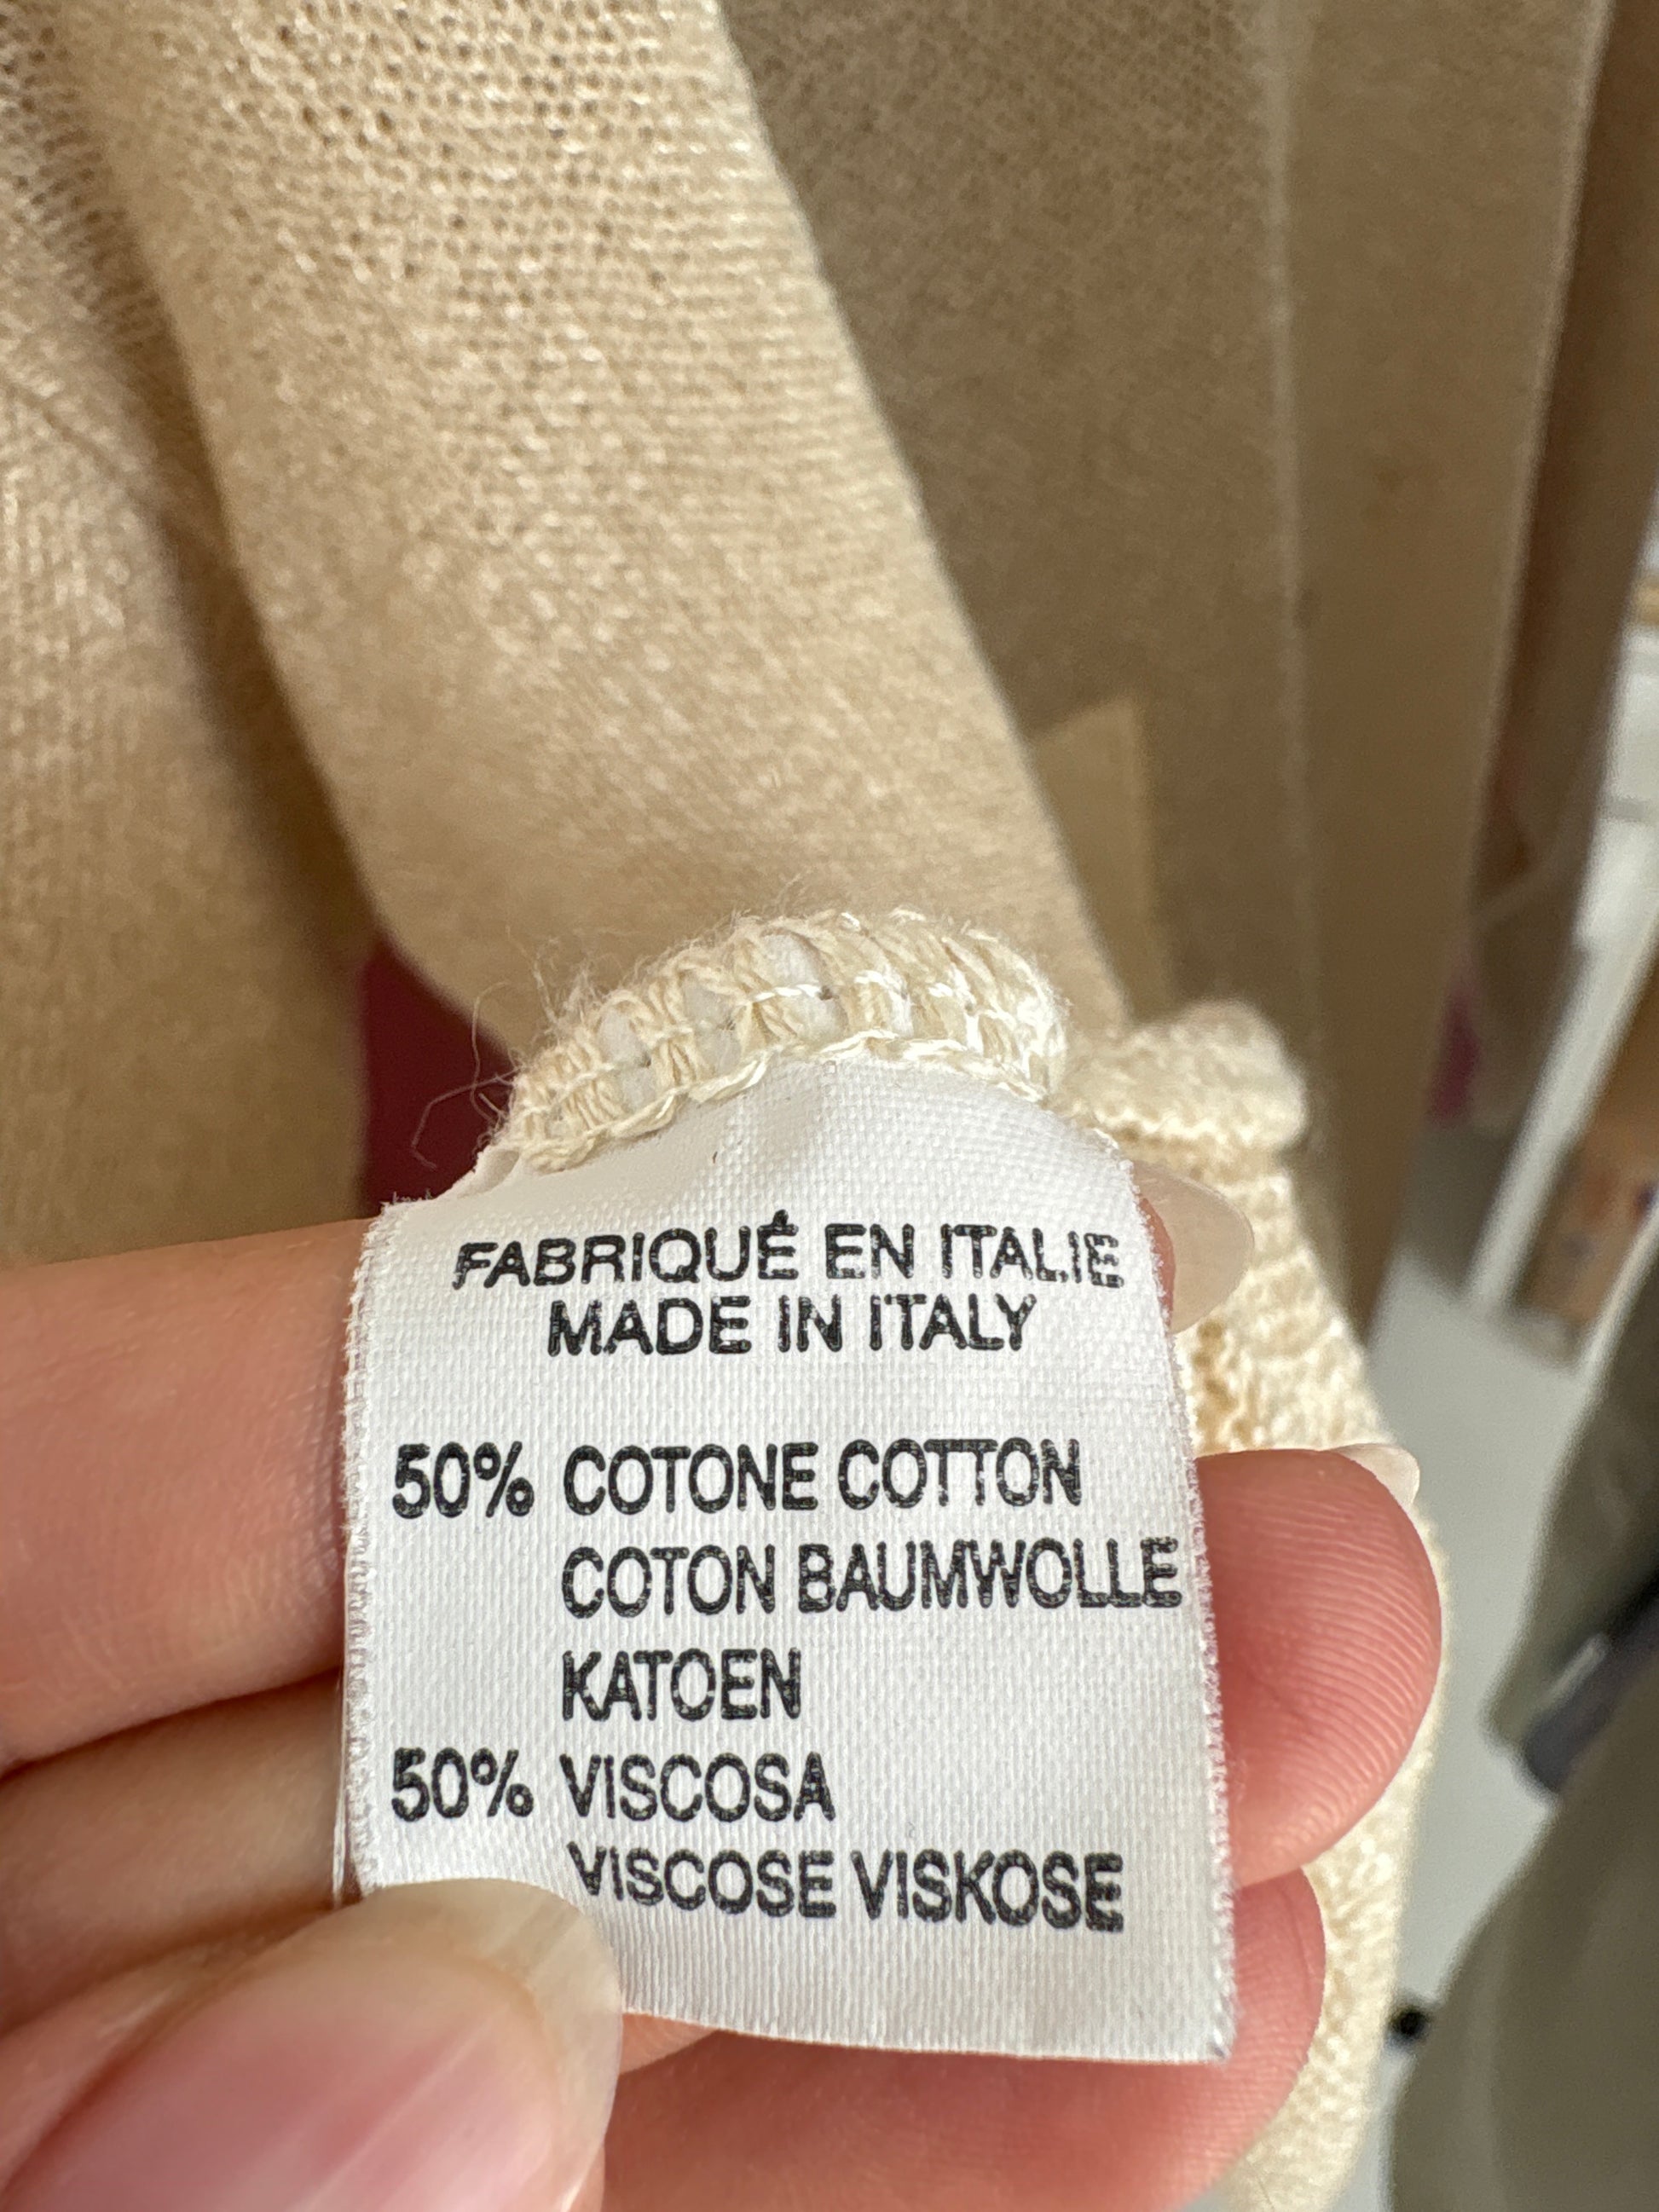 FABRIQUÉ EN ITALIE
MADE IN ITALY
50% COTONE COTTON
COTON BAUMWOLLE
KATOEN
50% VISCOSA
VISCOSE VISKOSE